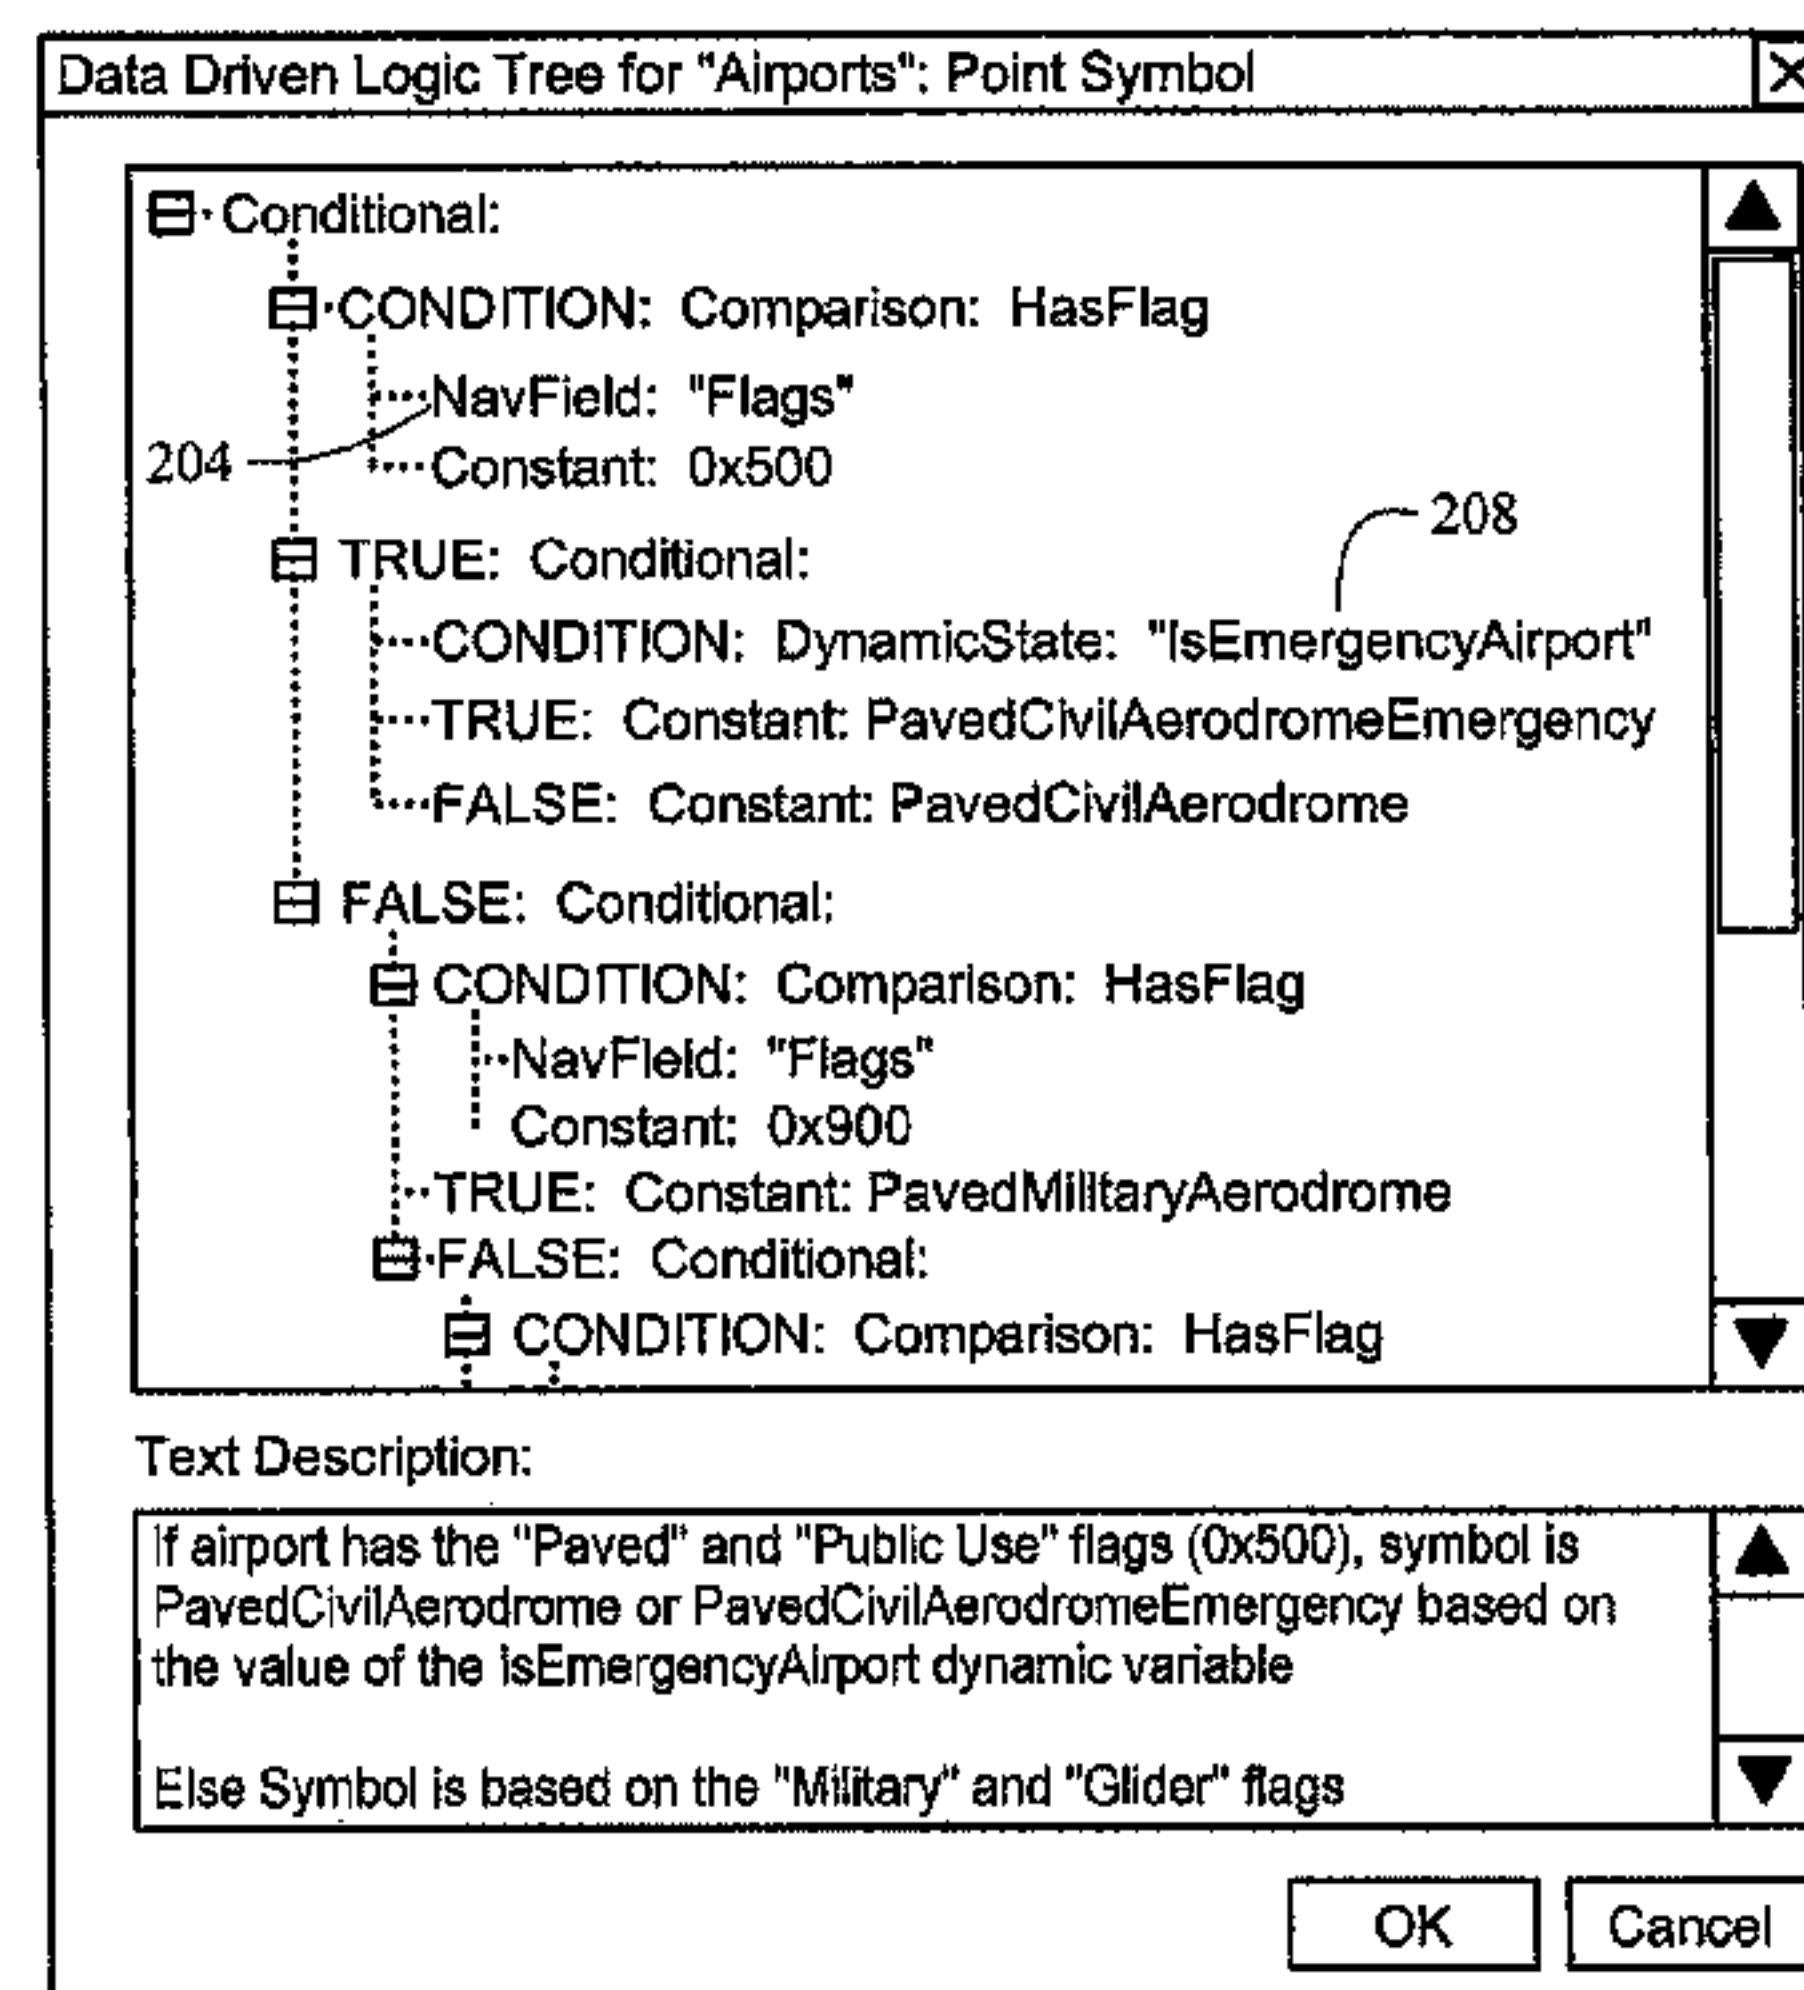 Data Driven Logic Tree for "Airports": Point Symbol X
Conditional:
CONDITION: Comparison: HasFlag
NavField: "Flags"
204
Constant: 0x500
208
TRUE: Conditional:
CONDITION: DynamicState: "IsEmergencyAirport"
TRUE: Constant: PavedCivilAerodromeEmergency
FALSE: Constant: PavedCivilAerodrome
FALSE: Conditional:
CONDITION: Comparison: HasFlag
NavField: "Flags"
Constant: 0x900
TRUE: Constant: PavedMilitaryAerodrome
FALSE: Conditional:
CONDITION: Comparison: HasFlag
Text Description:
If airport has the "Paved" and "Public Use" flags (0x500), symbol is
PavedCivilAerodrome or PavedCivilAerodromeEmergency based on
the value of the isEmergencyAirport dynamic variable
Else Symbol is based on the "Military" and "Glider" flags
OK Cancel